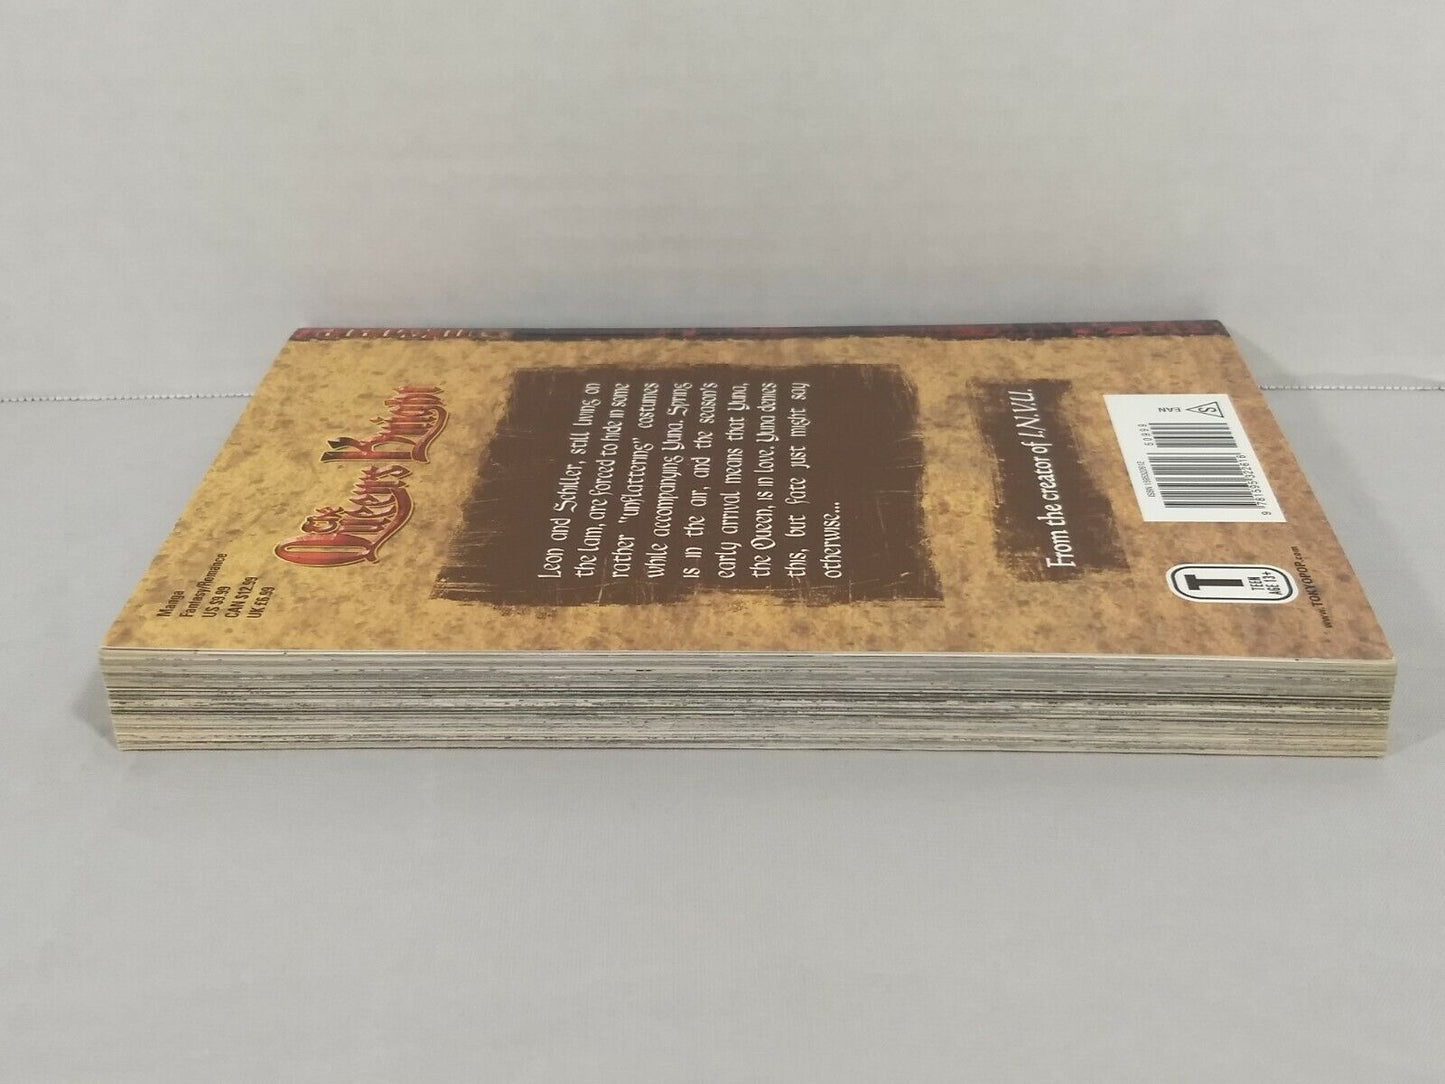 Manga
Fantasy/Romance
US $9.99
CAN $12.99
UK £6.99
The
Queen's Knight
Leon and Schiller, still living on
the lam, are forced to hide in some
rather "unflattering" costumes
while accompanying Yuna. Spring
is in the air, and the season's
early arrival means that Yuna,
the Queen, is in love. Yuna denies
this, but fate just might say
otherwise...
From the creator of I.N.V.U.
50999
EAN
S
T
TEEN
AGE 13+
www.TOKYOPOP.com